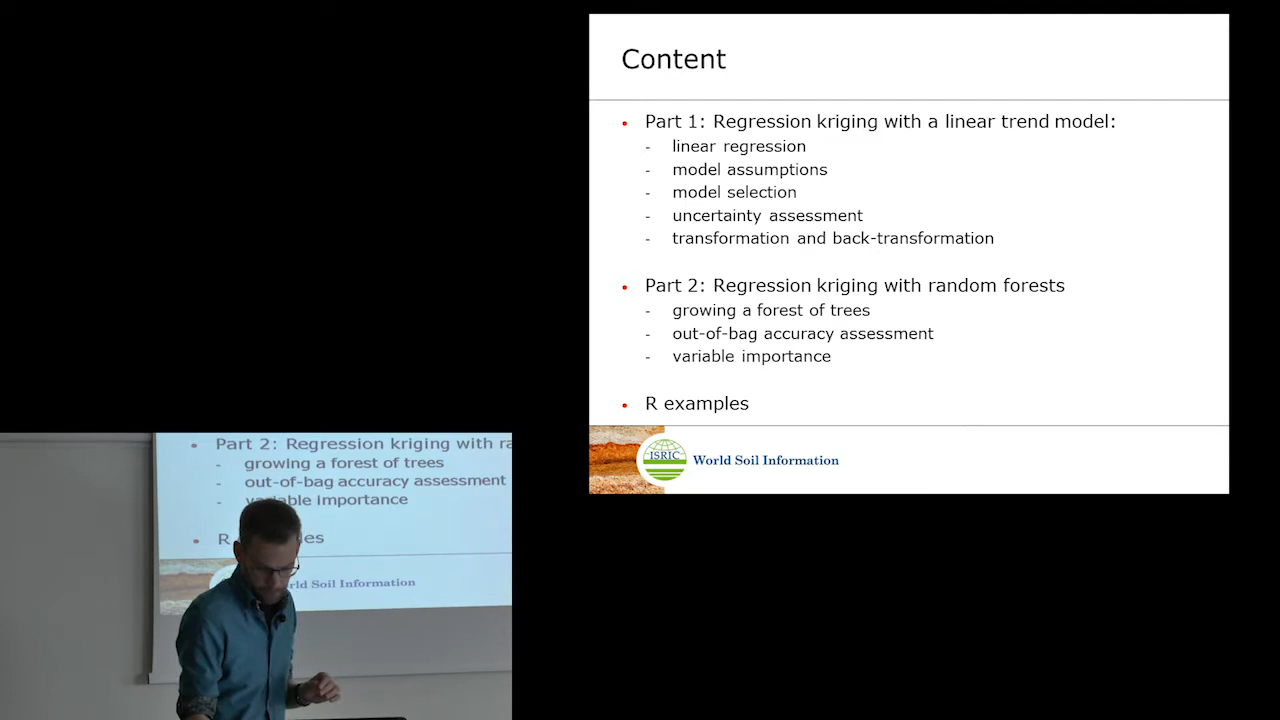 Content
• Part 1: Regression kriging with a linear trend model:
- linear regression
- model assumptions
- model selection
- uncertainty assessment
- transformation and back-transformation
• Part 2: Regression kriging with random forests
- growing a forest of trees
- out-of-bag accuracy assessment
- variable importance
• R examples
ISRIC World Soil Information
• Part 2: Regression kriging with ra
- growing a forest of trees
- out-of-bag accuracy assessment
- variable importance
• R es
rld Soil Information